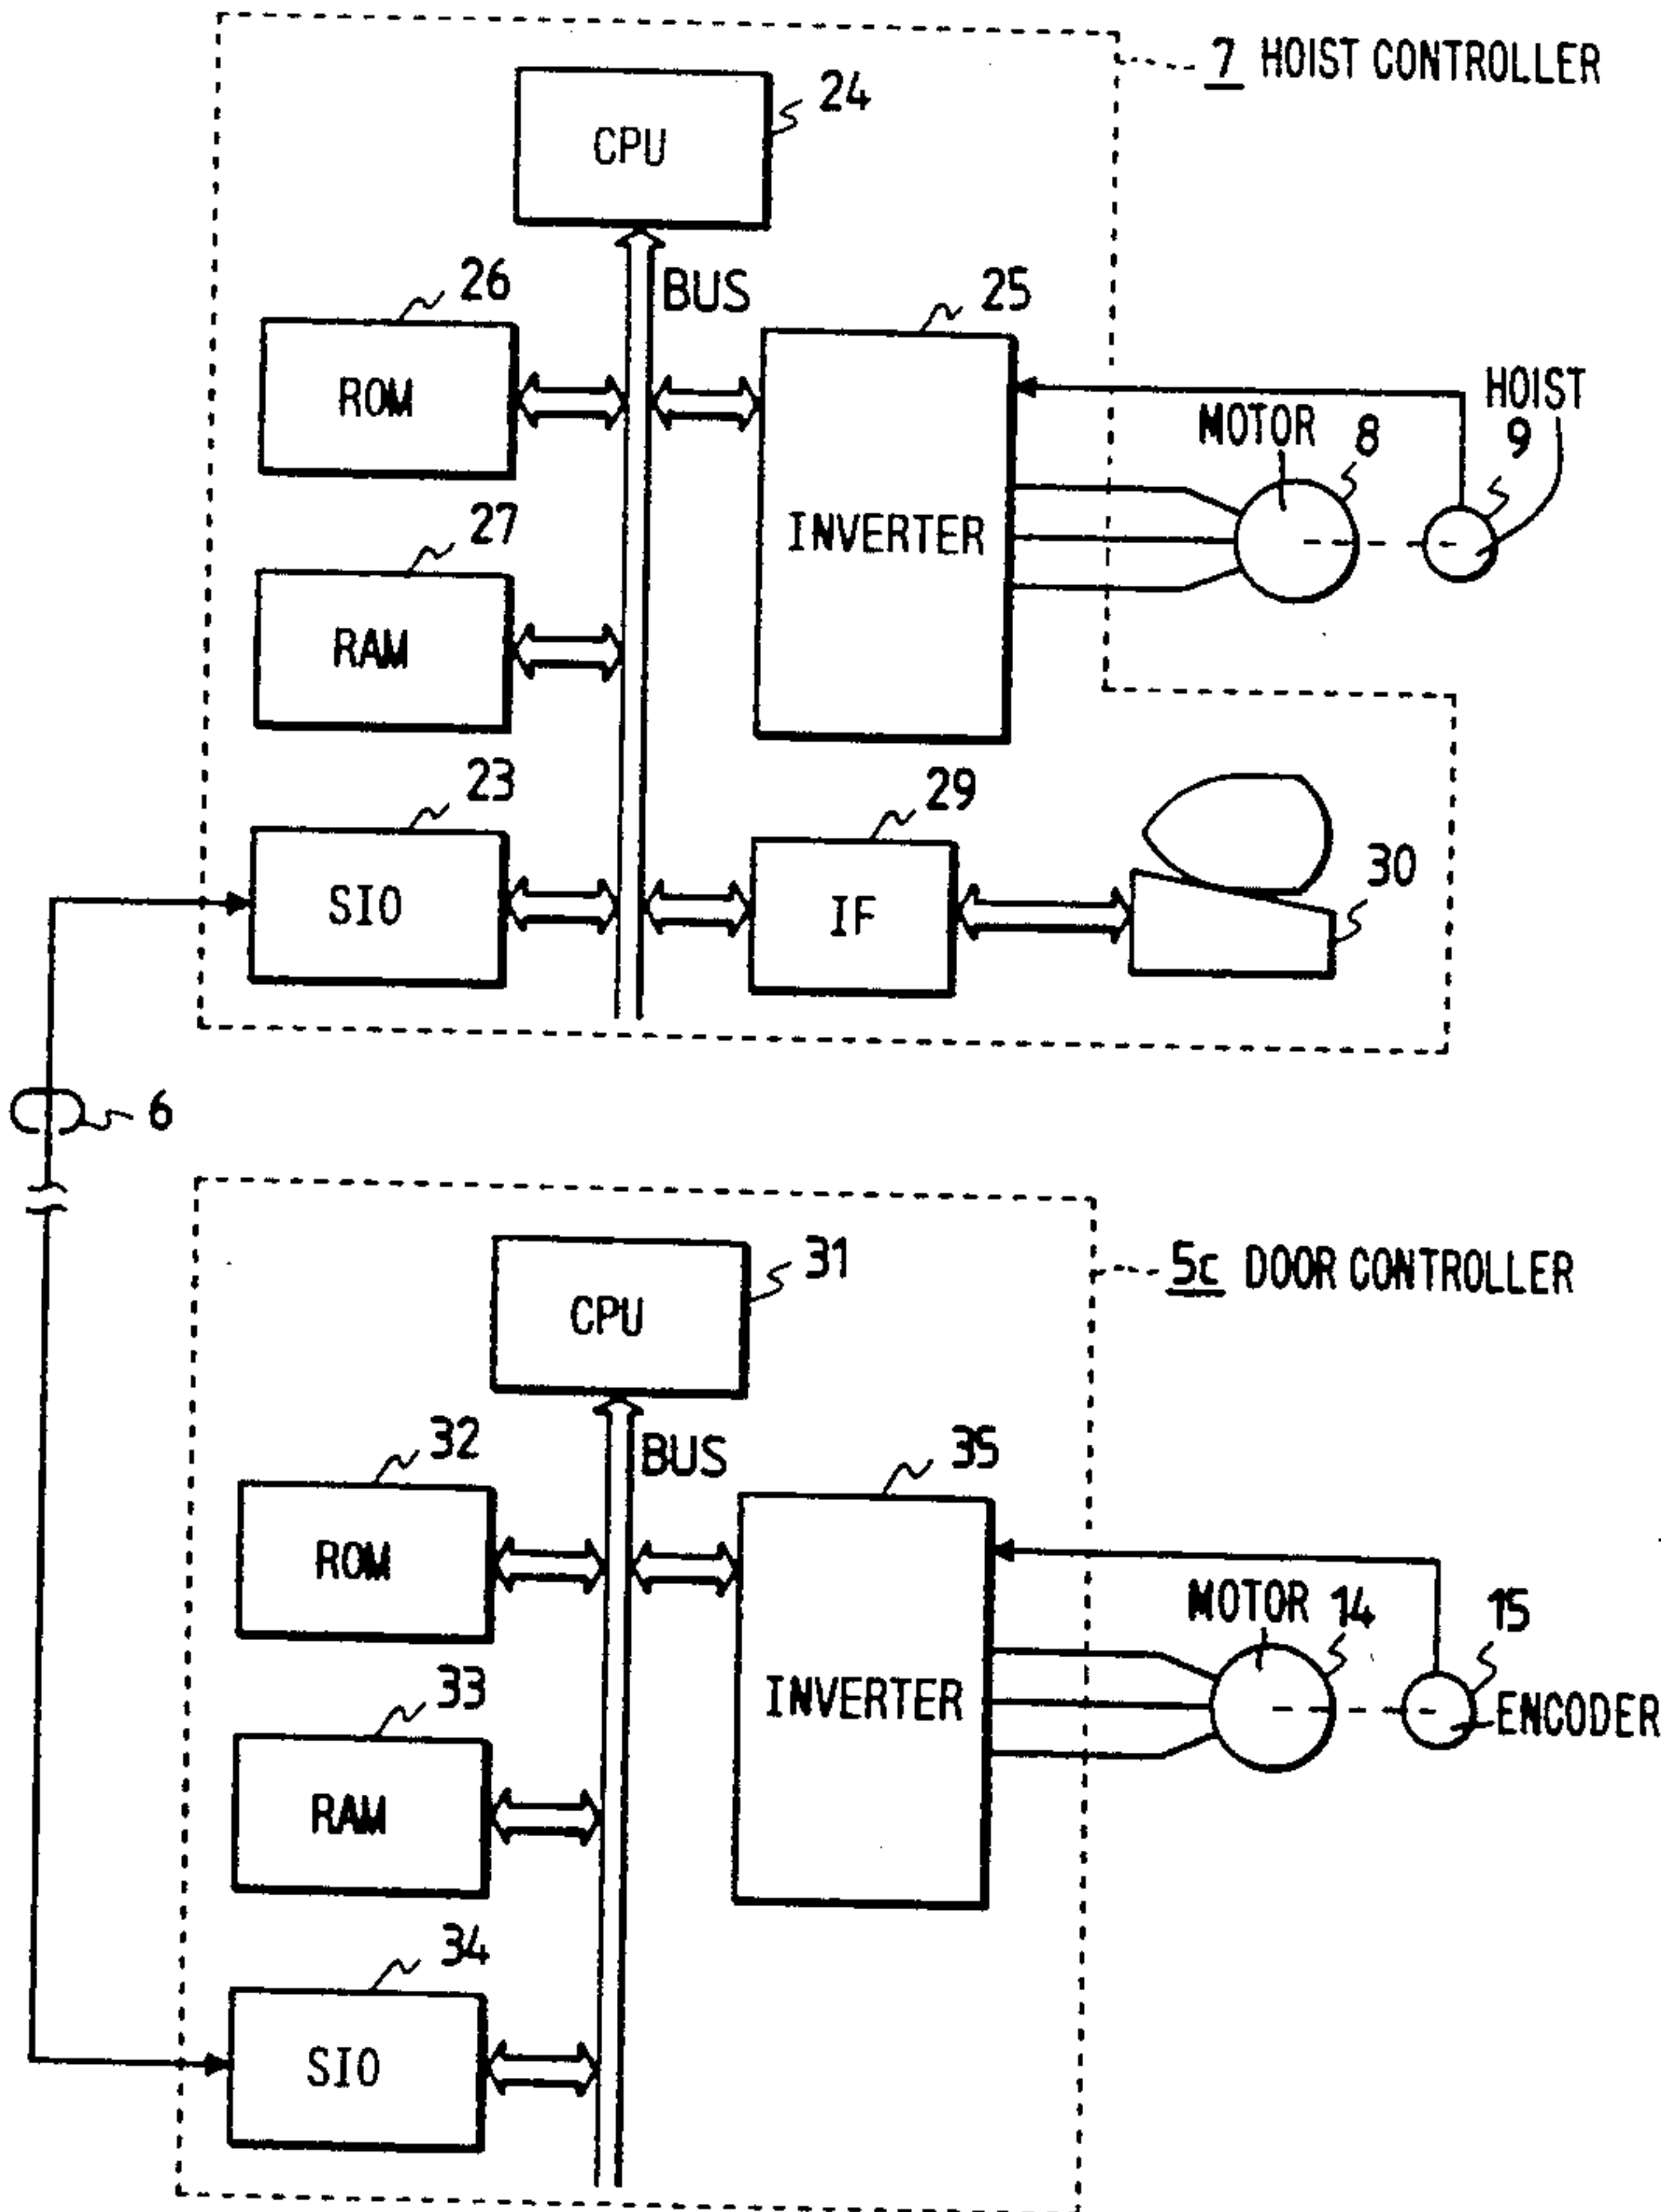 7 HOIST CONTROLLER
24
CPU
26
BUS
25
ROM
HOIST
MOTOR 8
9
27
INVERTER
RAM
23
29
30
SIO
IF
6
31
5c DOOR CONTROLLER
CPU
32
BUS
35
ROM
MOTOR 14
15
33
INVERTER
ENCODER
RAM
34
SIO